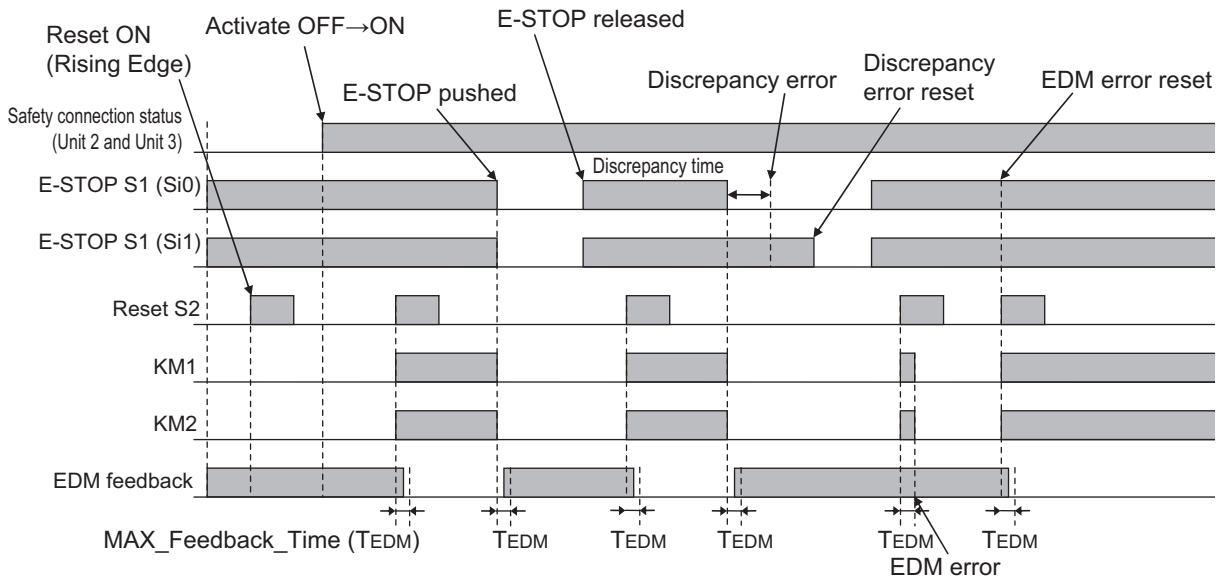 Reset ON
(Rising Edge)
Activate OFF→ON
E-STOP pushed
E-STOP released
Discrepancy error
Discrepancy
error reset
EDM error reset
Safety connection status
(Unit 2 and Unit 3)
Discrepancy time
E-STOP S1 (Si0)
E-STOP S1 (Si1)
Reset S2
KM1
KM2
EDM feedback
MAX_Feedback_Time (TEDM)
TEDM
TEDM
TEDM
TEDM
TEDM
EDM error